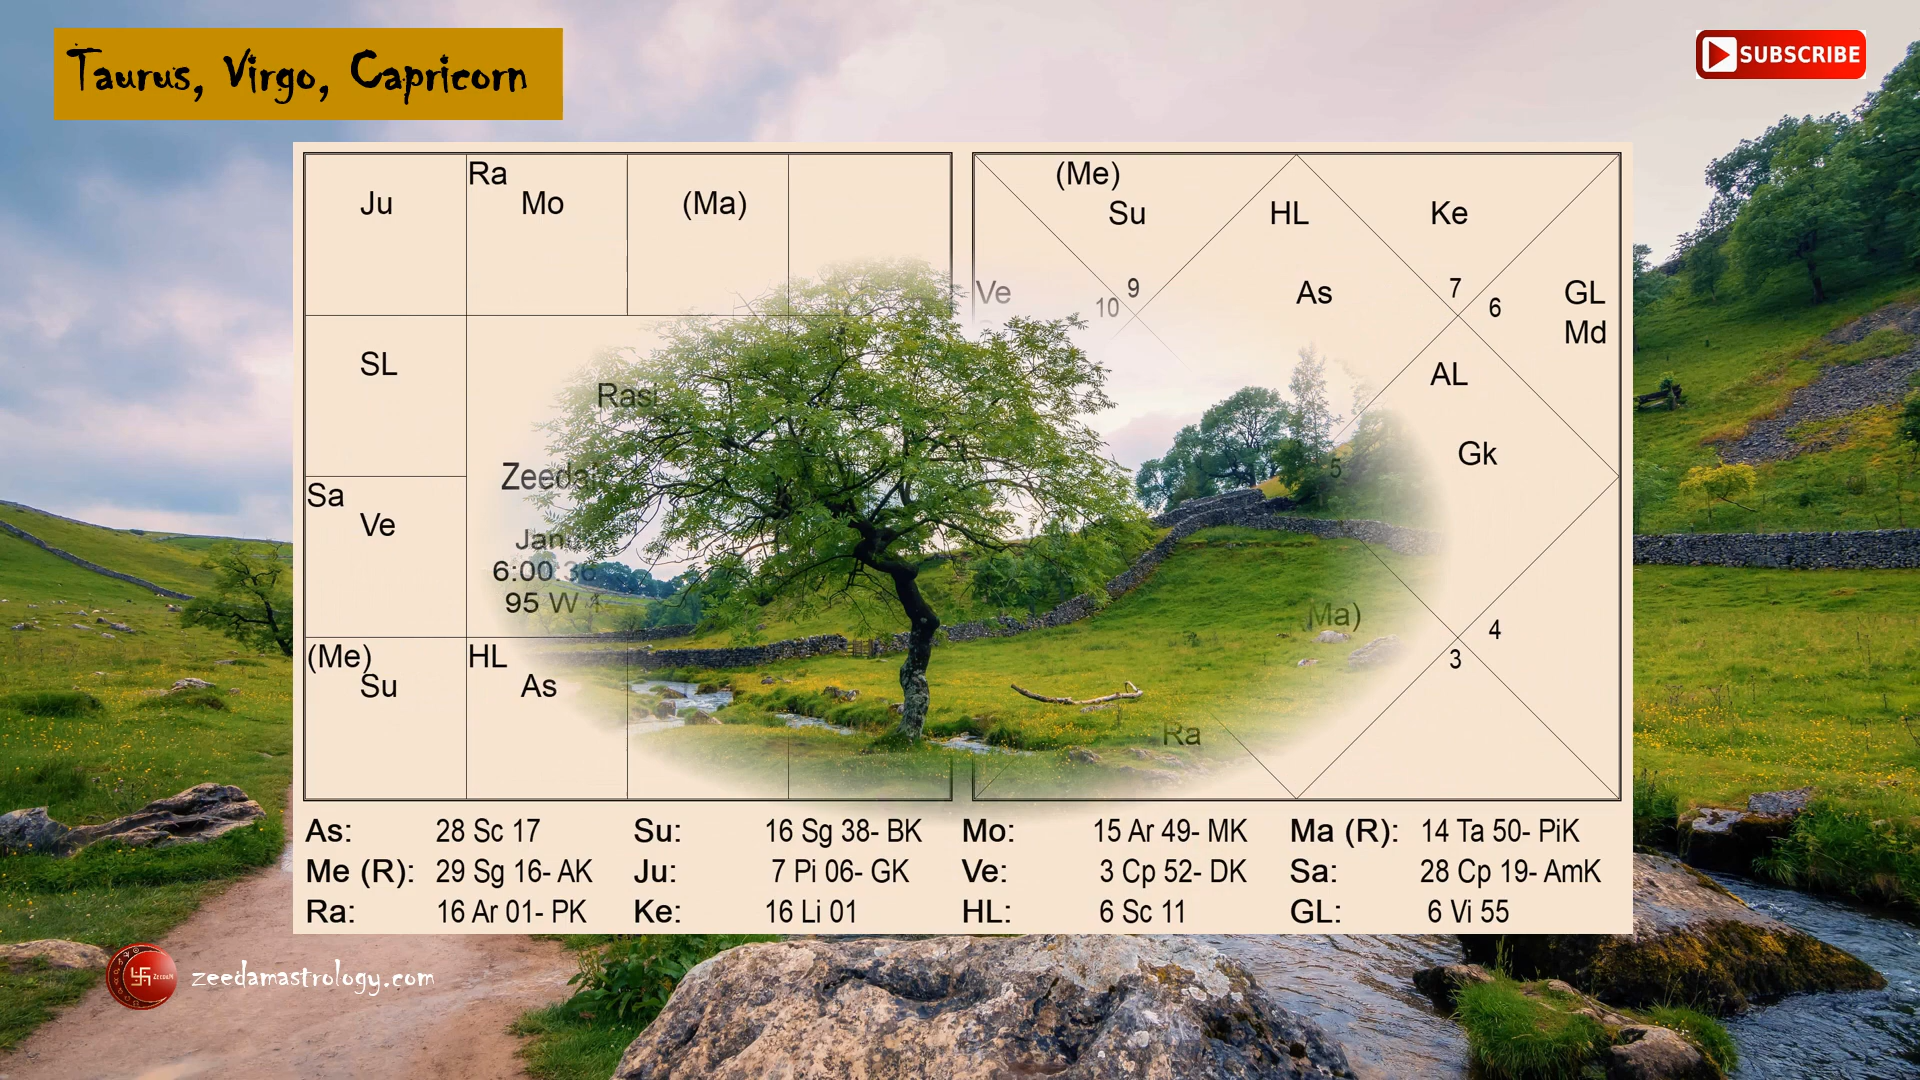 Taurus, Virgo, Capricorn
SUBSCRIBE
Ju
Ra
Mo
(Ma)
SL
Sa
Ve
(Me)
Su
HL
As
Rasi
6:00:36
95 W
(Me)
Su
HL
Ke
Ve
10
9
As
7
6
GL
Md
AL
Gk
5
Ma)
4
3
Ra
As: 28 Sc 17 Su: 16 Sg 38- BK Mo: 15 Ar 49- MK Ma (R): 14 Ta 50- PiK
Me (R): 29 Sg 16- AK Ju: 7 Pi 06- GK Ve: 3 Cp 52- DK Sa: 28 Cp 19- AmK
Ra: 16 Ar 01- PK Ke: 16 Li 01 HL: 6 Sc 11 GL: 6 Vi 55
ZeedaM
zeedamastrology.com